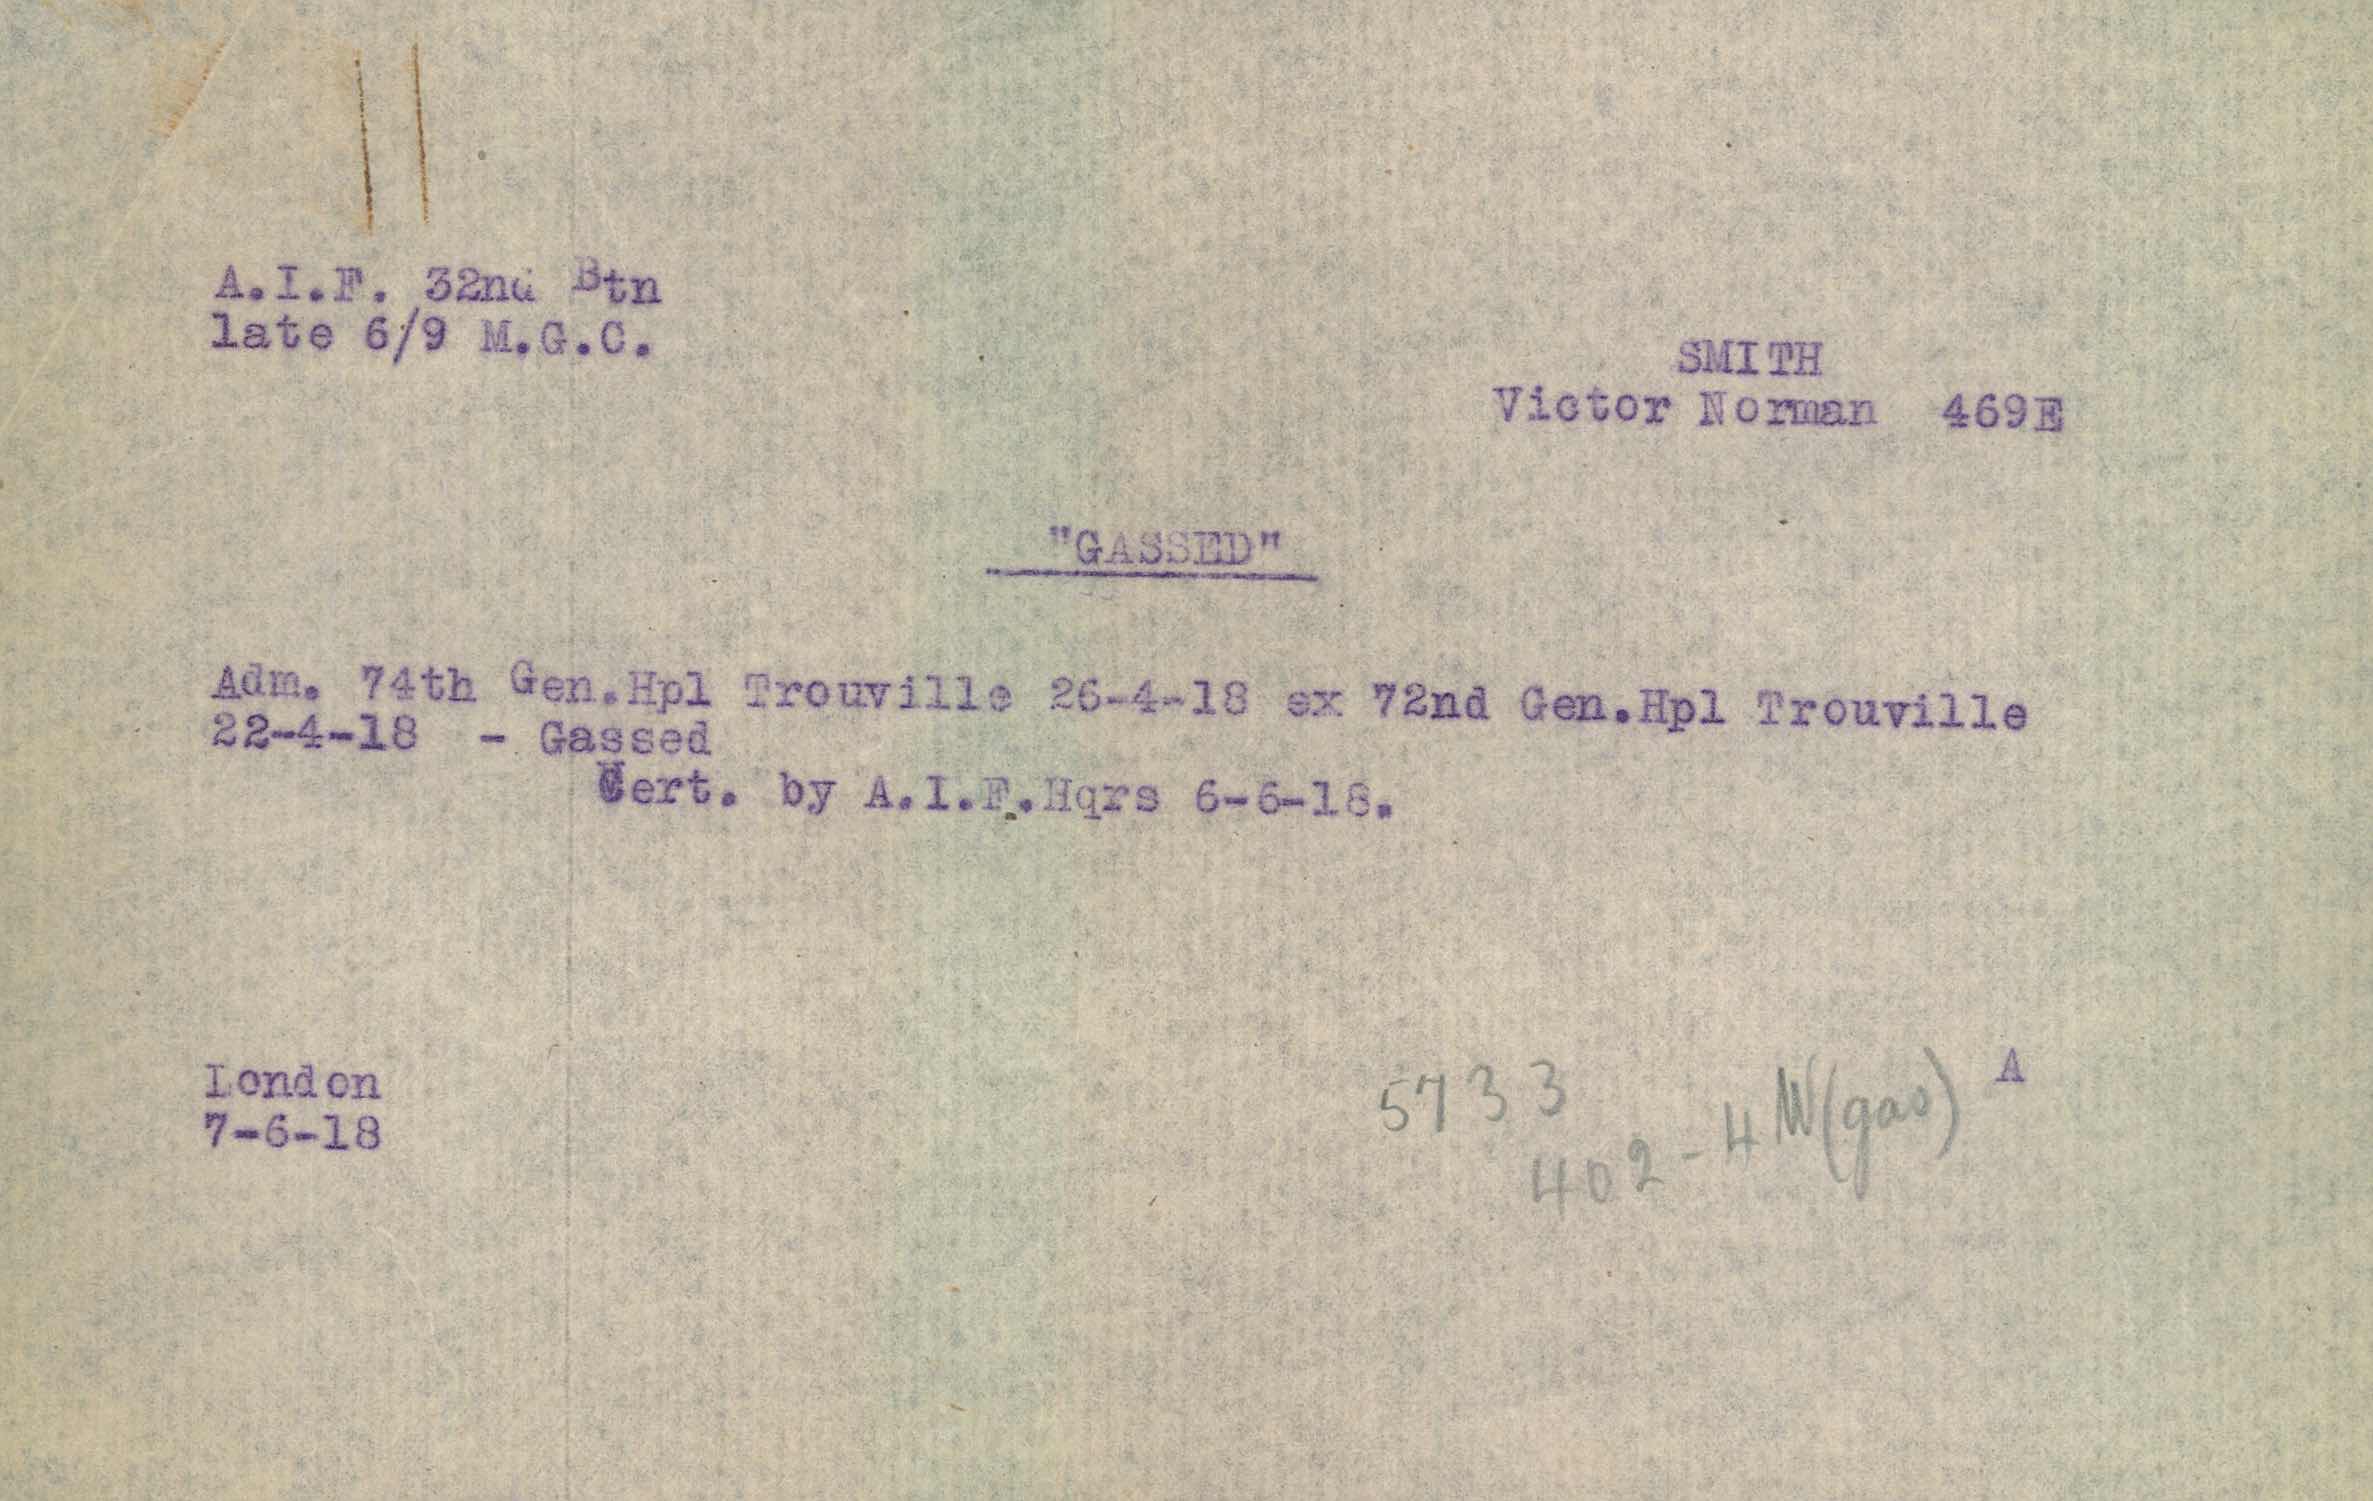 A.I.F. 32nd Btn
late 6/9 M.G.C.
SMITH
Victor Norman 469E
"GASSED"
Adm. 74th Gen.Hpl Trouville 26-4-18 ex 72nd Gen.Hpl Trouville
22-4-18 - Gassed
Cert. by A.I.F.Hqrs 6-6-18.
London
7-6-18
A
5733
402-4 W(gas)